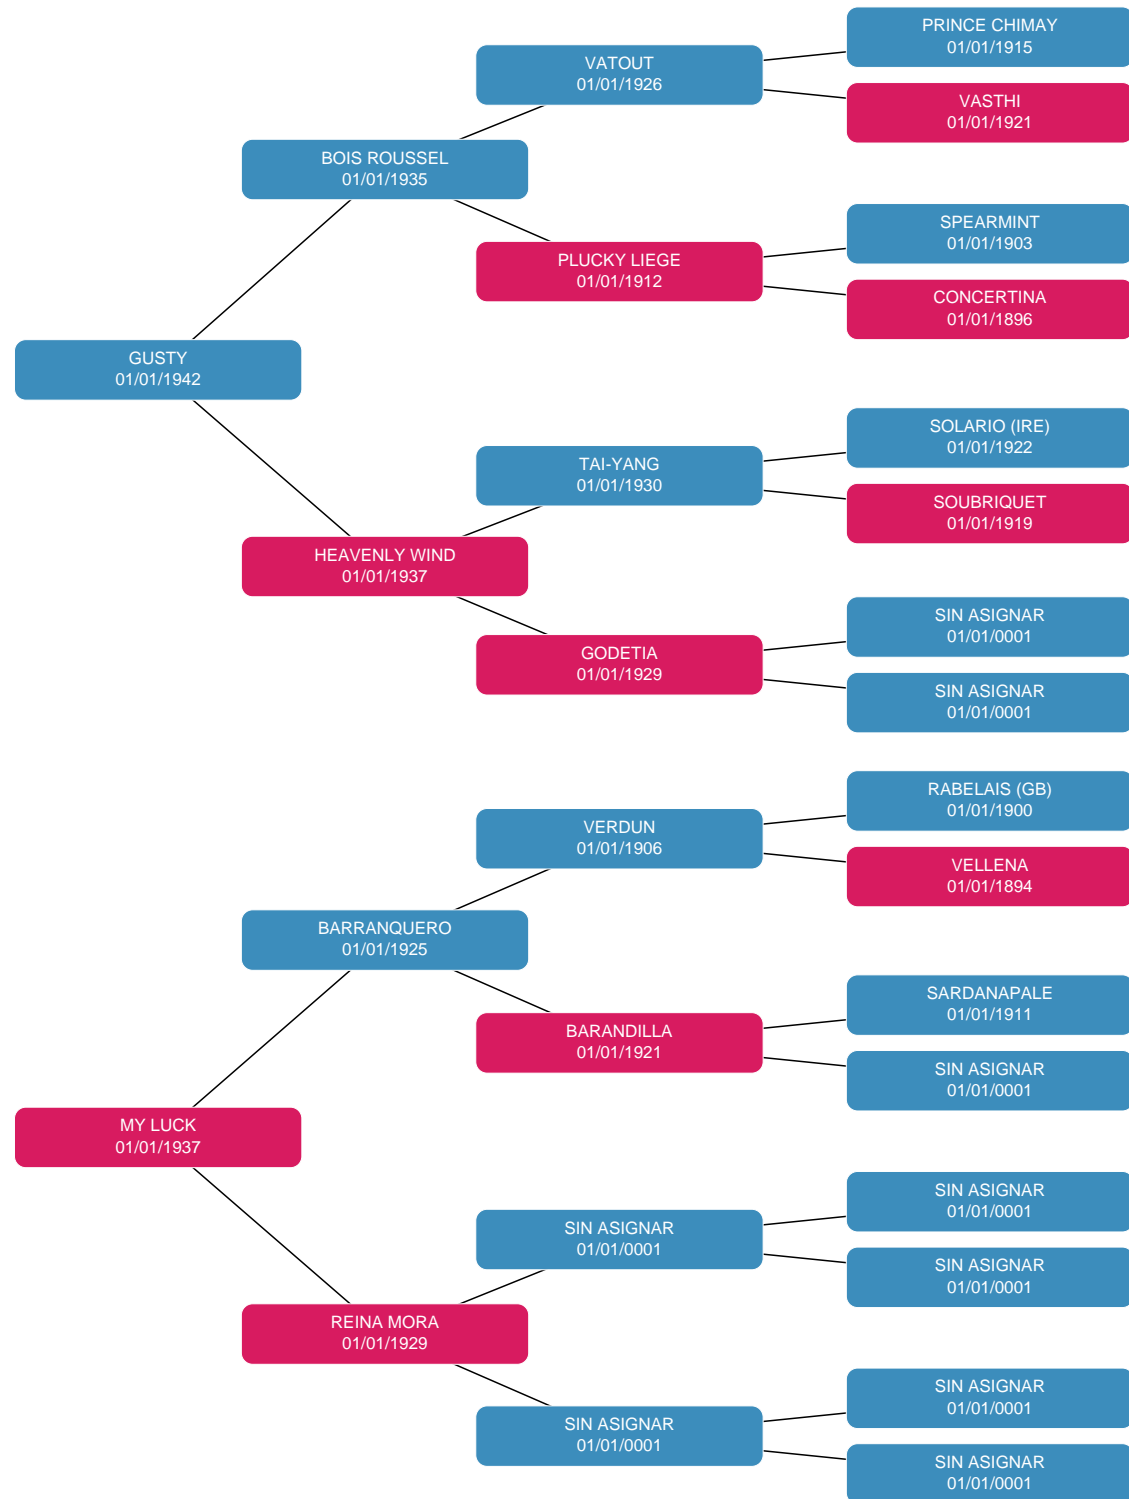 PRINCE CHIMAY
01/01/1915
VATOUT
01/01/1926
VASTHI
01/01/1921
BOIS ROUSSEL
01/01/1935
SPEARMINT
01/01/1903
PLUCKY LIEGE
01/01/1912
CONCERTINA
01/01/1896
GUSTY
01/01/1942
SOLARIO (IRE)
01/01/1922
TAI-YANG
01/01/1930
SOUBRIQUET
01/01/1919
HEAVENLY WIND
01/01/1937
SIN ASIGNAR
01/01/0001
GODETIA
01/01/1929
SIN ASIGNAR
01/01/0001
RABELAIS (GB)
01/01/1900
VERDUN
01/01/1906
VELLENA
01/01/1894
BARRANQUERO
01/01/1925
SARDANAPALE
01/01/1911
BARANDILLA
01/01/1921
SIN ASIGNAR
01/01/0001
MY LUCK
01/01/1937
SIN ASIGNAR
01/01/0001
SIN ASIGNAR
01/01/0001
SIN ASIGNAR
01/01/0001
REINA MORA
01/01/1929
SIN ASIGNAR
01/01/0001
SIN ASIGNAR
01/01/0001
SIN ASIGNAR
01/01/0001